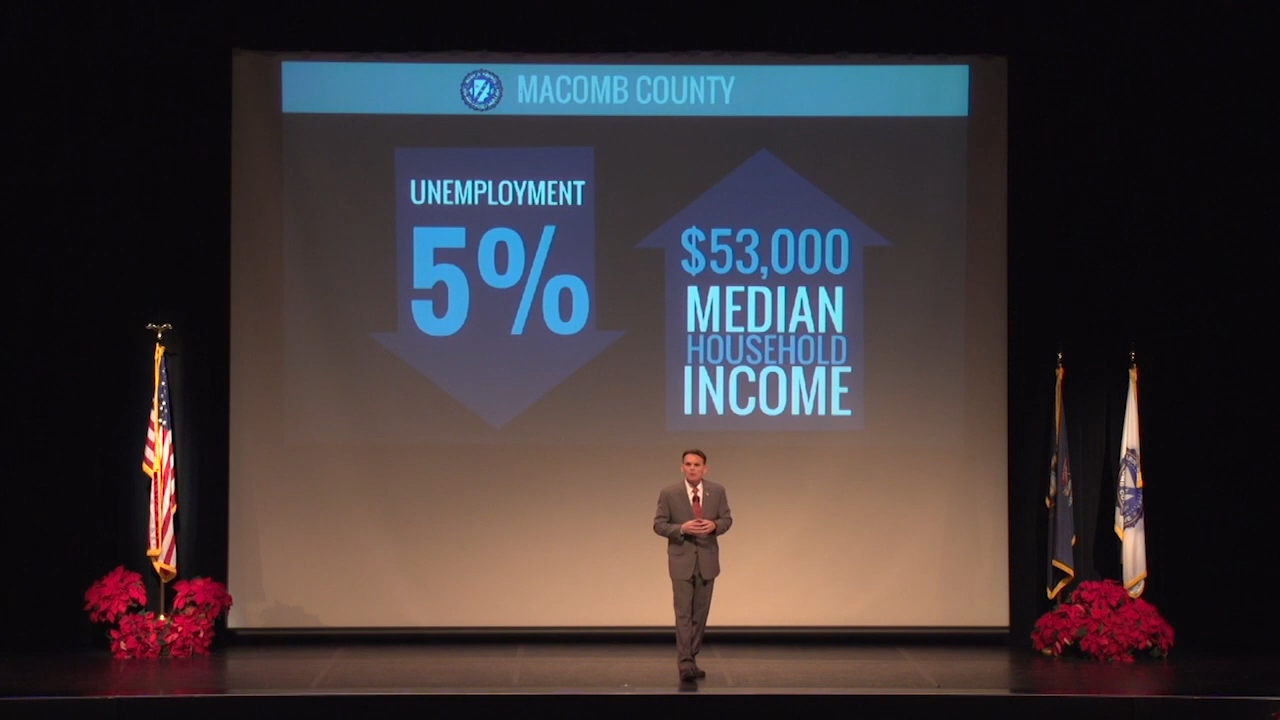 MACOMB COUNTY
UNEMPLOYMENT
5%
$53,000
MEDIAN
HOUSEHOLD
INCOME